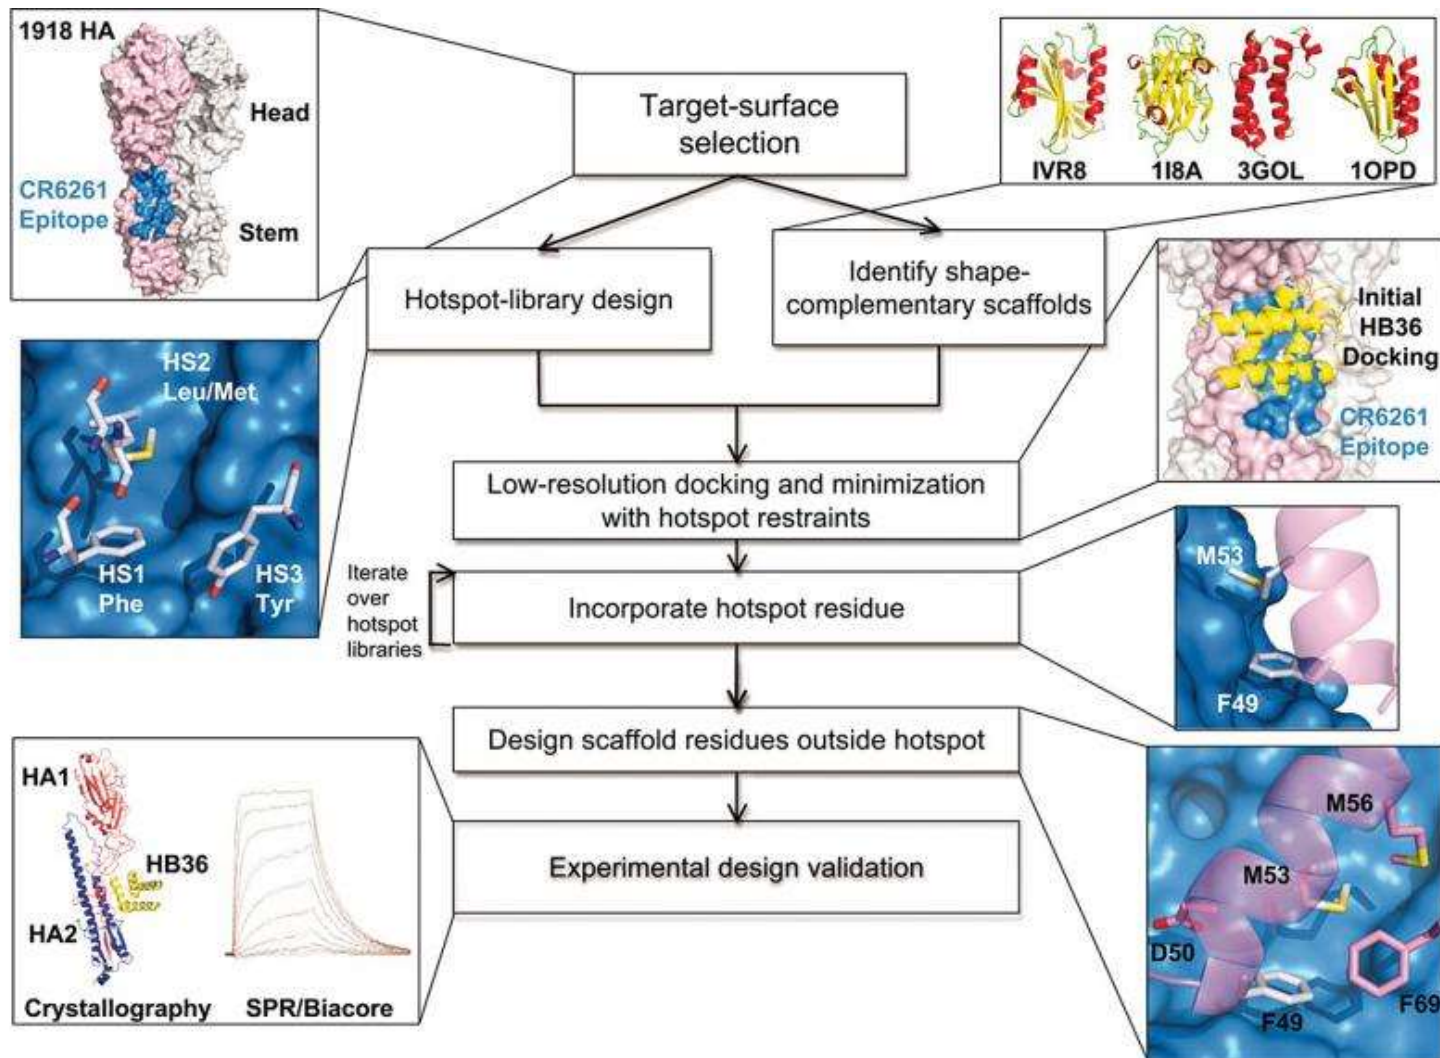 1918 HA
Head
CR6261
Epitope
Stem
Target-surface
selection
IVR8
1I8A
3GOL
1OPD
Hotspot-library design
Identify shape-
complementary scaffolds
Initial
HB36
Docking
CR6261
Epitope
HS2
Leu/Met
HS1
Phe
HS3
Tyr
Low-resolution docking and minimization
with hotspot restraints
Iterate
over
hotspot
libraries
Incorporate hotspot residue
M53
F49
Design scaffold residues outside hotspot
Experimental design validation
HA1
HB36
HA2
Crystallography
SPR/Biacore
M56
M53
D50
F49
F69